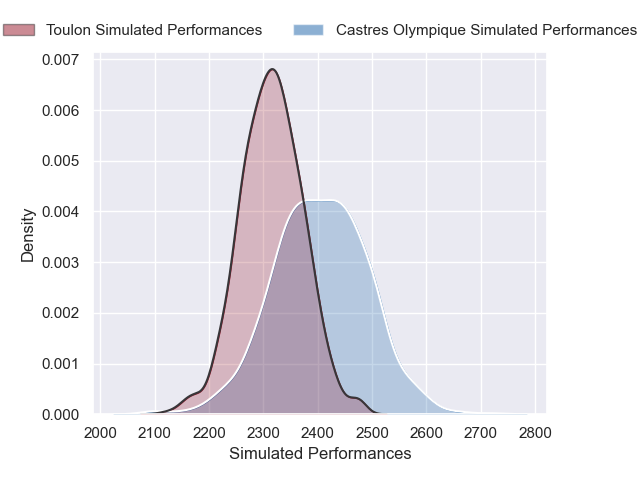 Toulon Simulated Performances
Castres Olympique Simulated Performances
0.007
0.006
0.005
0.004
0.003
0.002
0.001
0.000
Density
2000 2100 2200 2300 2400 2500 2600 2700 2800
Simulated Performances